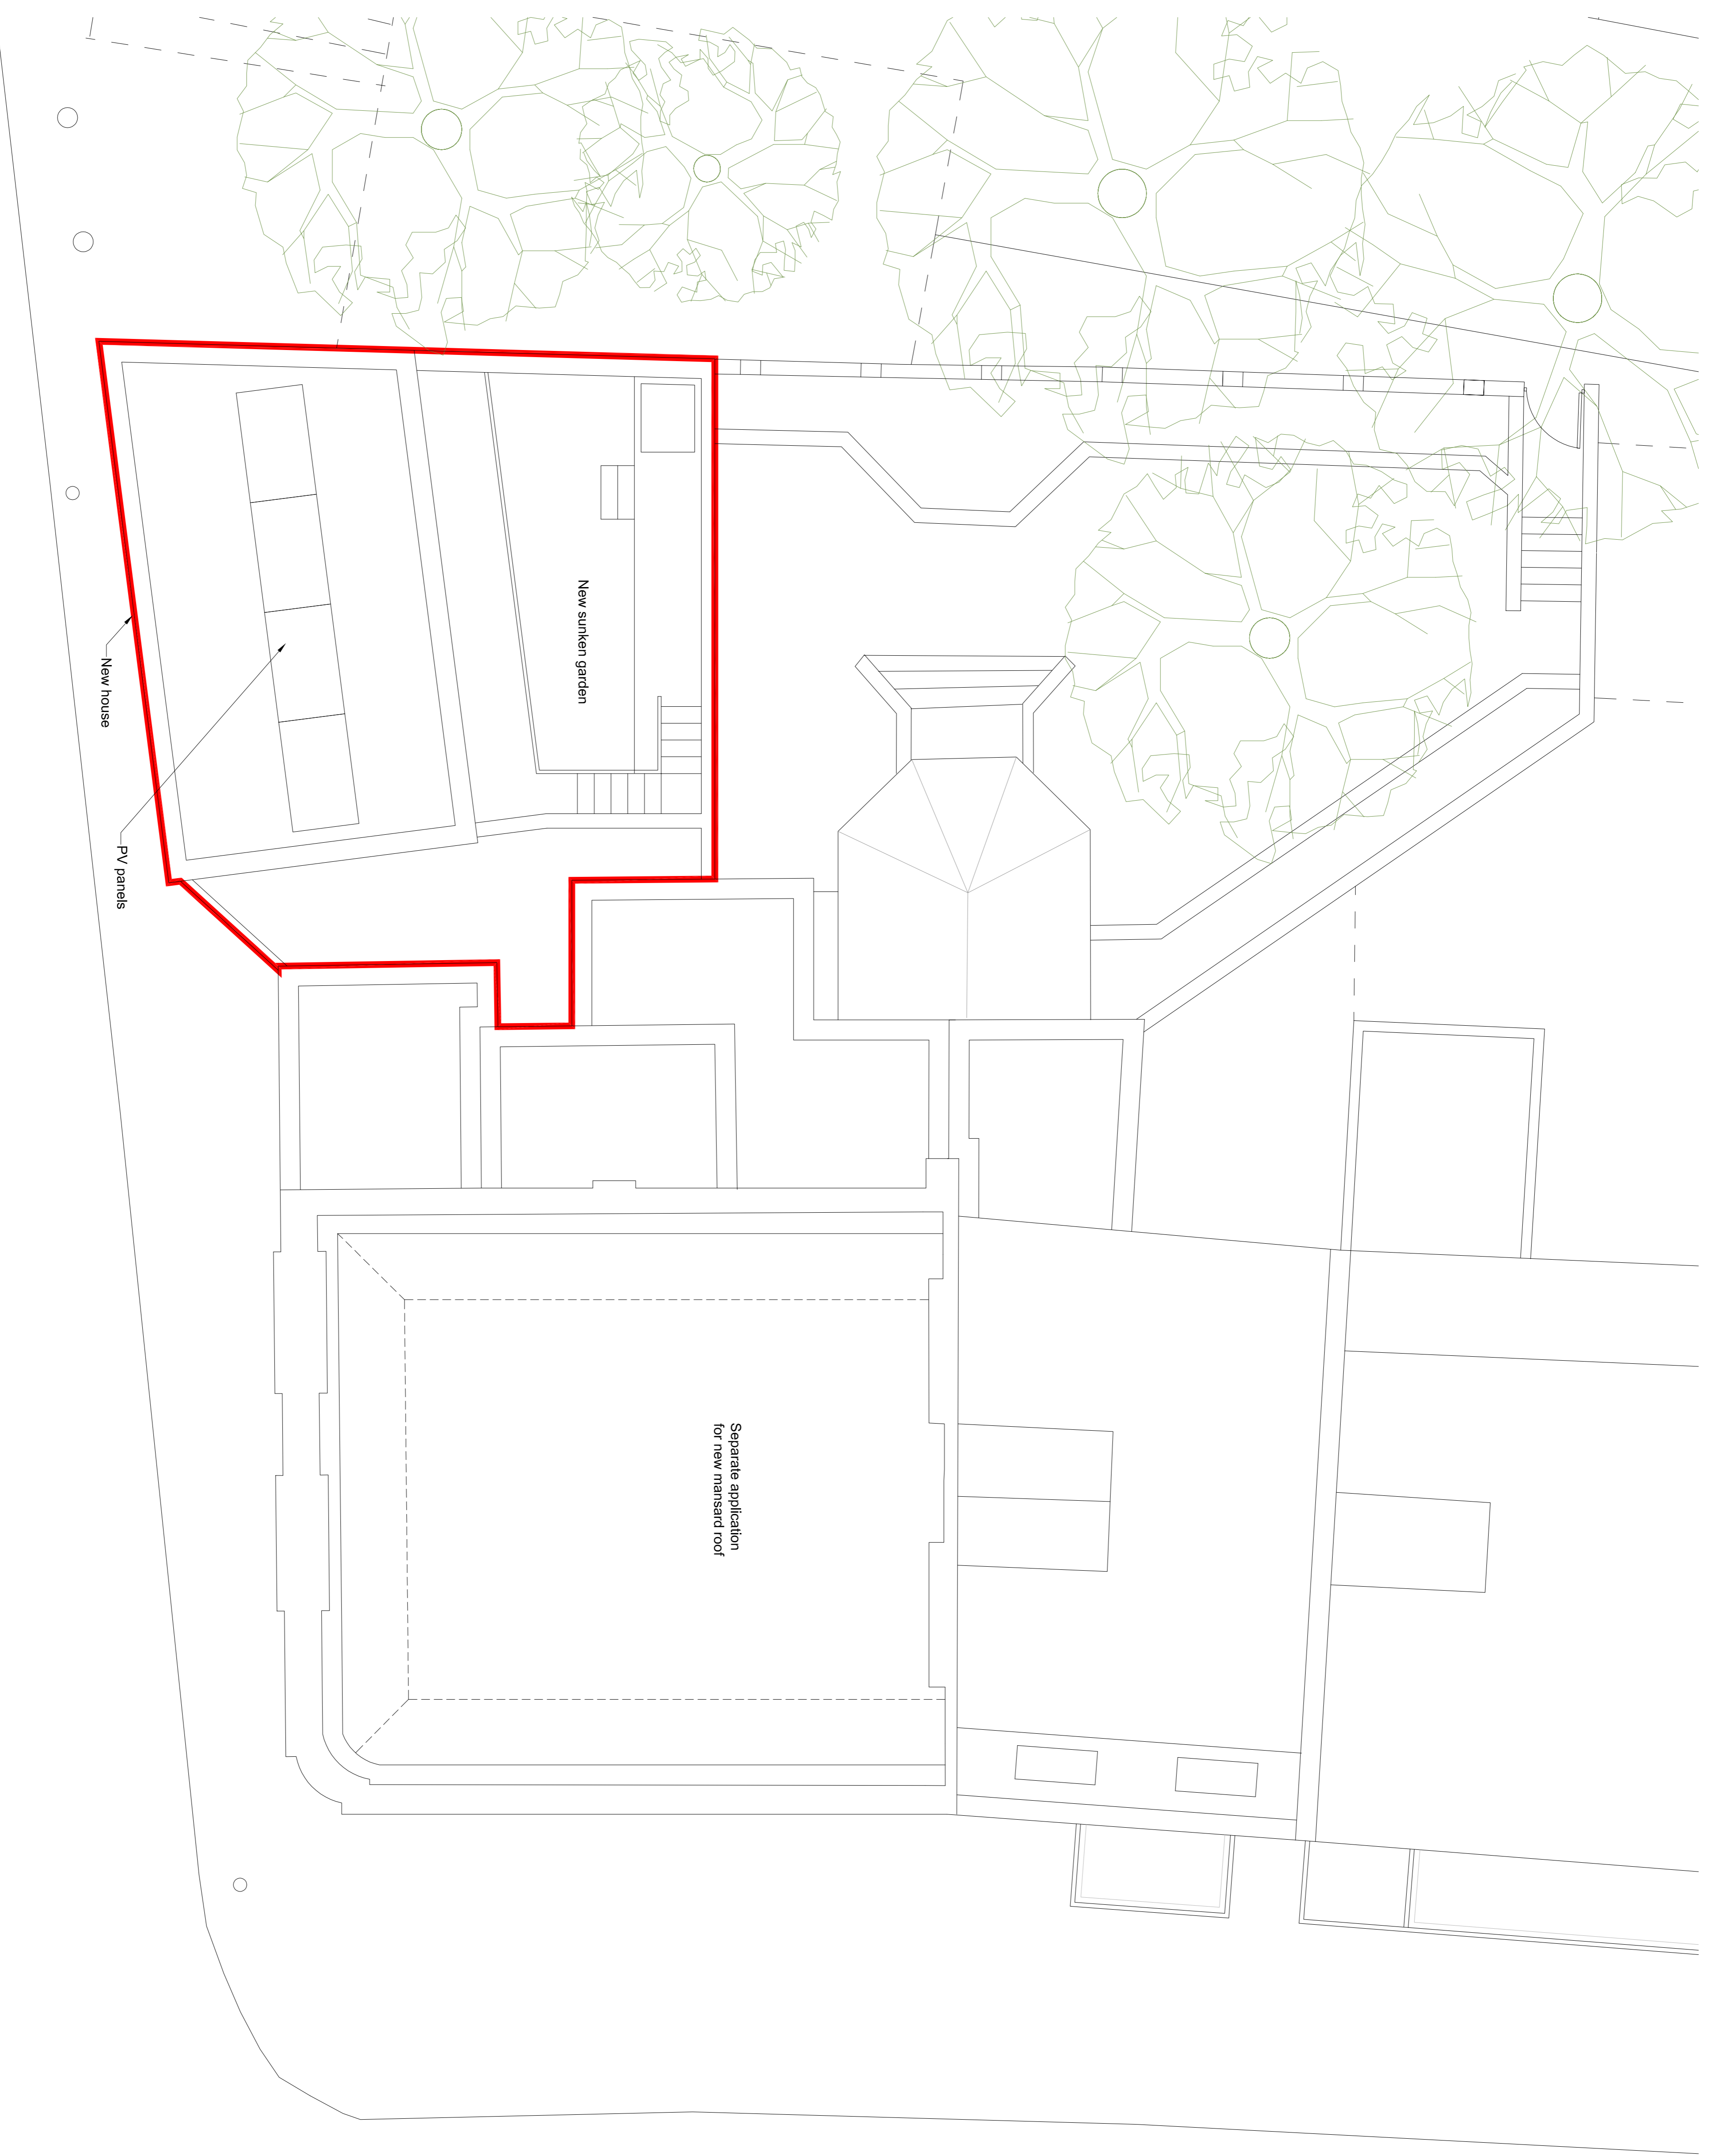 New sunken garden
New house
PV panels
Separate application
for new mansard roof